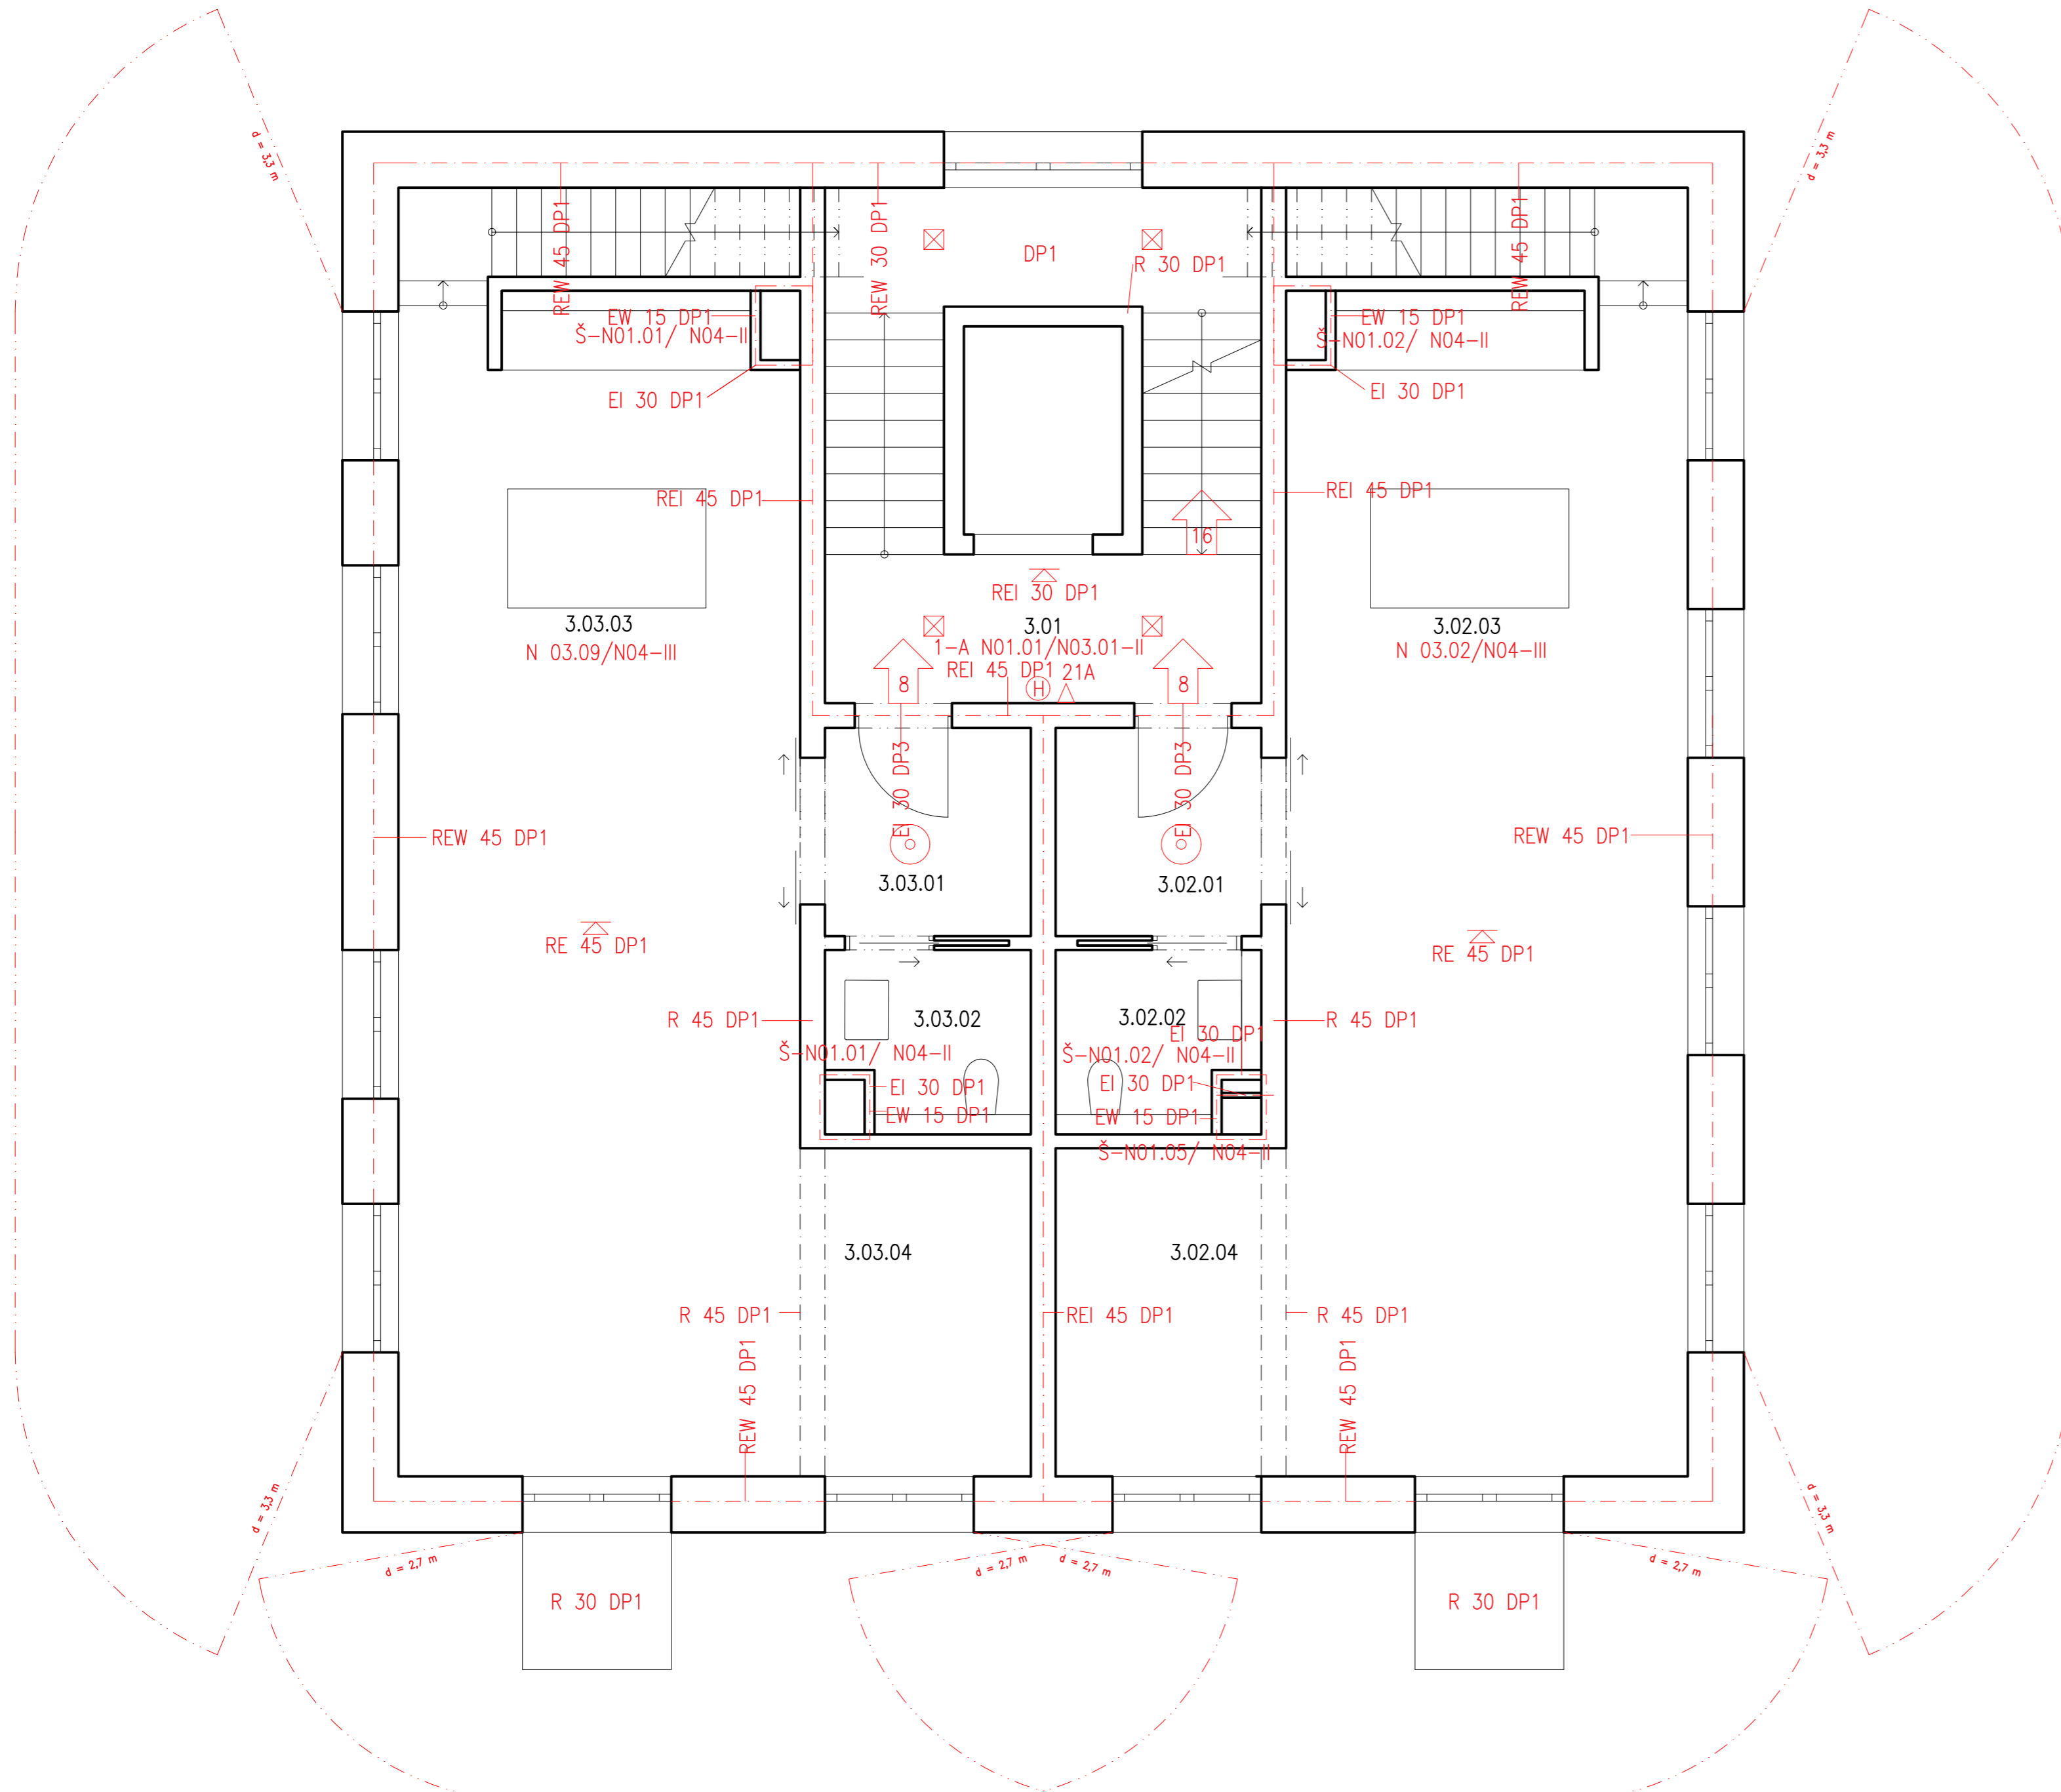 d = 3,3 m
d = 3,3 m
REW 45 DP1
REW 30 DP1
DP1
R 30 DP1
REW 45 DP1
EW 15 DP1
Š-N01.01/ N04-II
EI 30 DP1
EW 15 DP1
Š-N01.02/ N04-II
EI 30 DP1
REI 45 DP1
REI 45 DP1
16
REI 30 DP1
3.03.03
N 03.09/N04-III
3.01
1-A N01.01/N03.01-II
REI 45 DP1
21A
H
8
8
3.02.03
N 03.02/N04-III
EI 30 DP3
EI 30 DP3
REW 45 DP1
REW 45 DP1
3.03.01
3.02.01
RE 45 DP1
RE 45 DP1
R 45 DP1
3.03.02
3.02.02
R 45 DP1
EI 30 DP1
Š-N01.01/ N04-II
Š-N01.02/ N04-II
EI 30 DP1
EI 30 DP1
EW 15 DP1
EW 15 DP1
Š-N01.05/ N04-II
3.03.04
3.02.04
R 45 DP1
REI 45 DP1
R 45 DP1
REW 45 DP1
REW 45 DP1
d = 3,3 m
d = 3,3 m
d = 2,7 m
d = 2,7 m
d = 2,7 m
d = 2,7 m
R 30 DP1
R 30 DP1